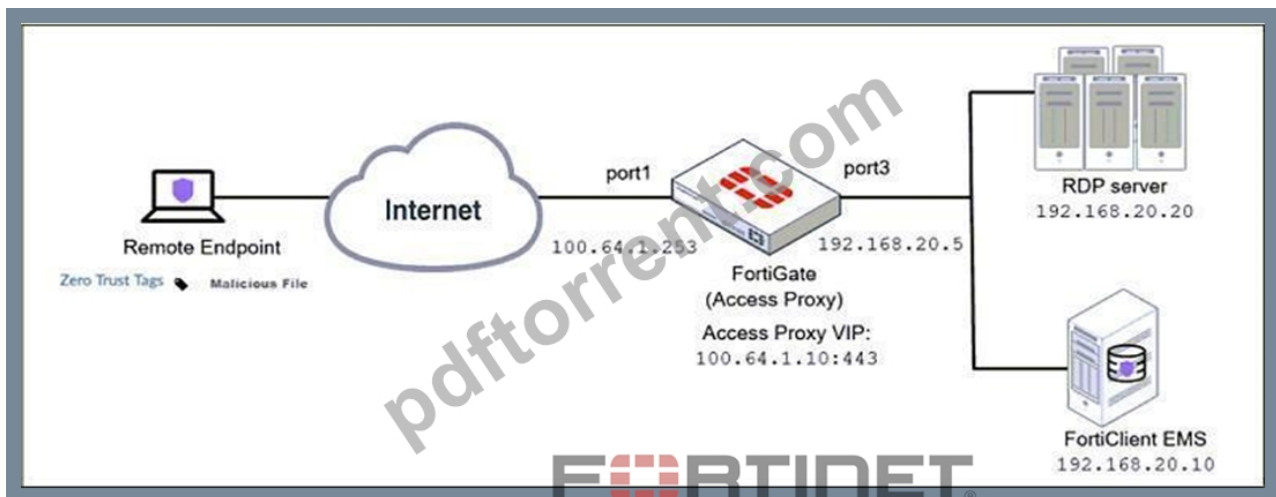 Remote Endpoint
Zero Trust Tags Malicious File
Internet
port1
100.64.1.253
port3
192.168.20.5
FortiGate
(Access Proxy)
Access Proxy VIP:
100.64.1.10:443
RDP server
192.168.20.20
FortiClient EMS
192.168.20.10
pdftorrent.com
FORTINET®